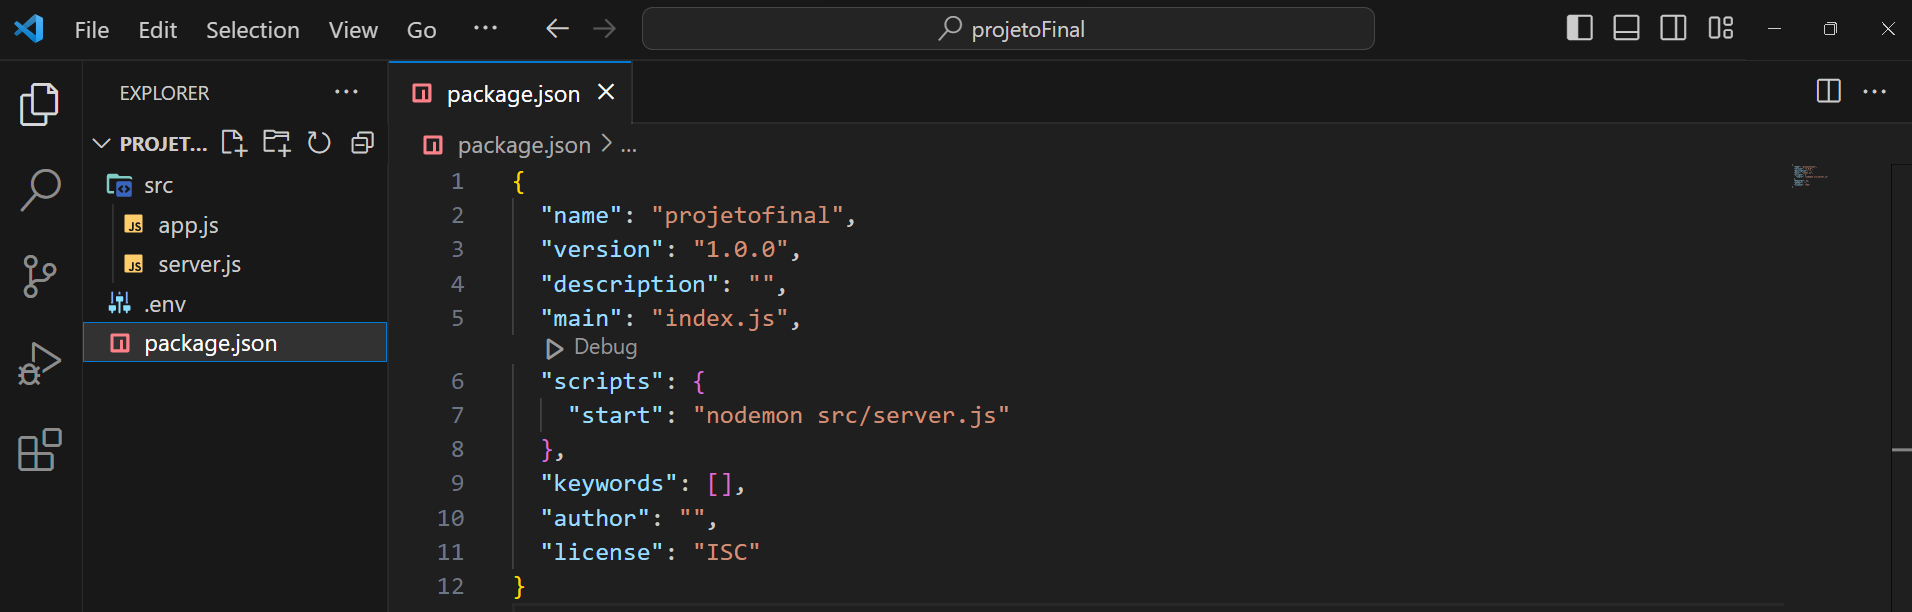 File Edit Selection View Go ... projetoFinal
EXPLORER ...
PROJET...
src
JS app.js
JS server.js
.env
package.json
package.json
package.json > ...
1 {
2 "name": "projetofinal",
3 "version": "1.0.0",
4 "description": "",
5 "main": "index.js",
Debug
6 "scripts": {
7 "start": "nodemon src/server.js"
8 },
9 "keywords": [],
10 "author": "",
11 "license": "ISC"
12 }